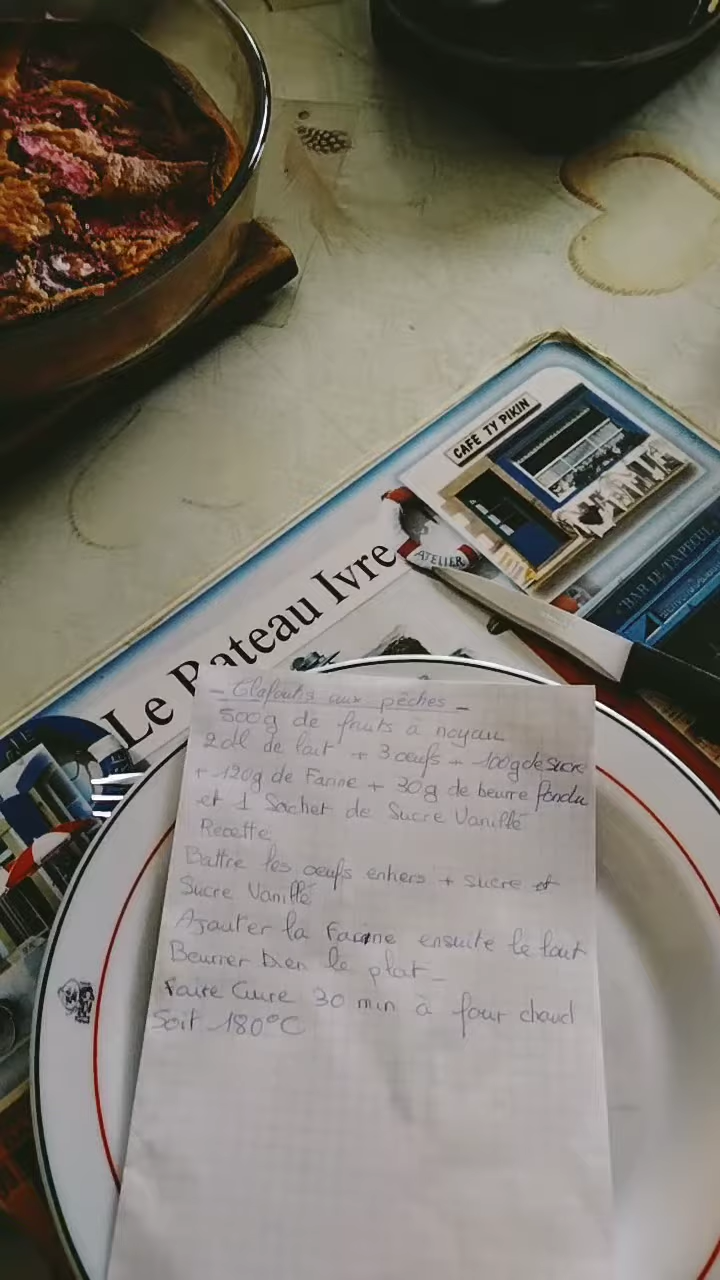 CAFÉ TY PIKIN
ATELIER
BAR LE TAPECUL
Le Bateau Ivre
- Clafoutis aux pêches -
500g de fruits à noyau
2dl de lait + 3 oeufs + 100g de sucre
+ 120g de Farine + 30g de beurre fondu
et 1 Sachet de Sucre Vanillé
Recette
Battre les oeufs entiers + sucre et
Sucre Vanillé
Ajouter la Farine ensuite le lait
Beurrer bien le plat -
Faire Cuire 30 min à four chaud
Soit 180°C